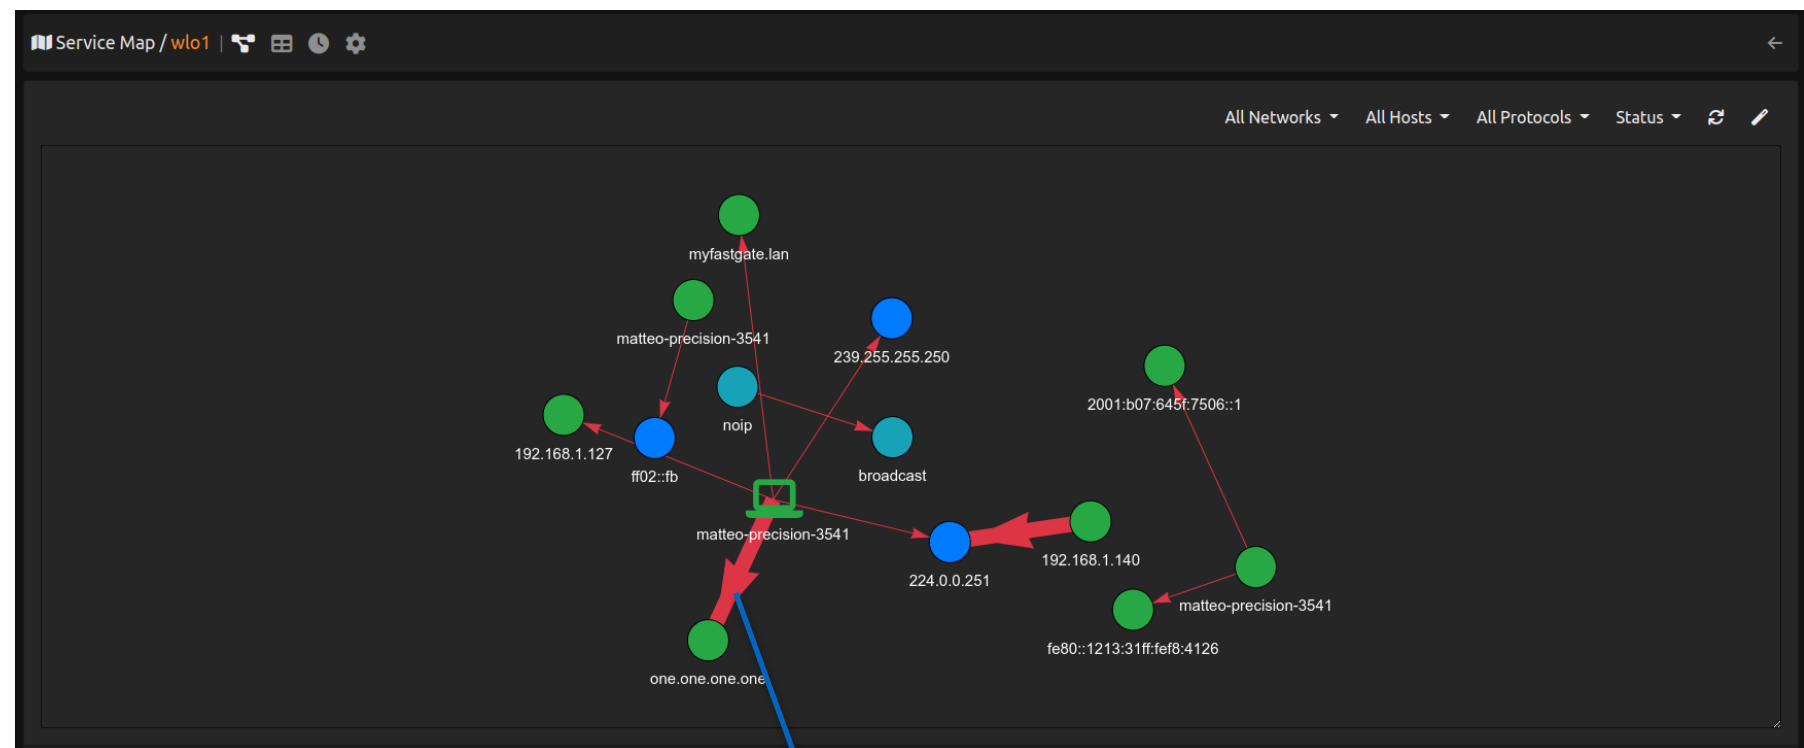 Service Map / wlo1 |
All Networks All Hosts All Protocols Status
myfastgate.lan
matteo-precision-3541
239.255.255.250
2001:b07:645f:7506::1
noip
192.168.1.127
ff02::fb
broadcast
matteo-precision-3541
192.168.1.140
224.0.0.251
matteo-precision-3541
fe80::1213:31ff:fef8:4126
one.one.one.one